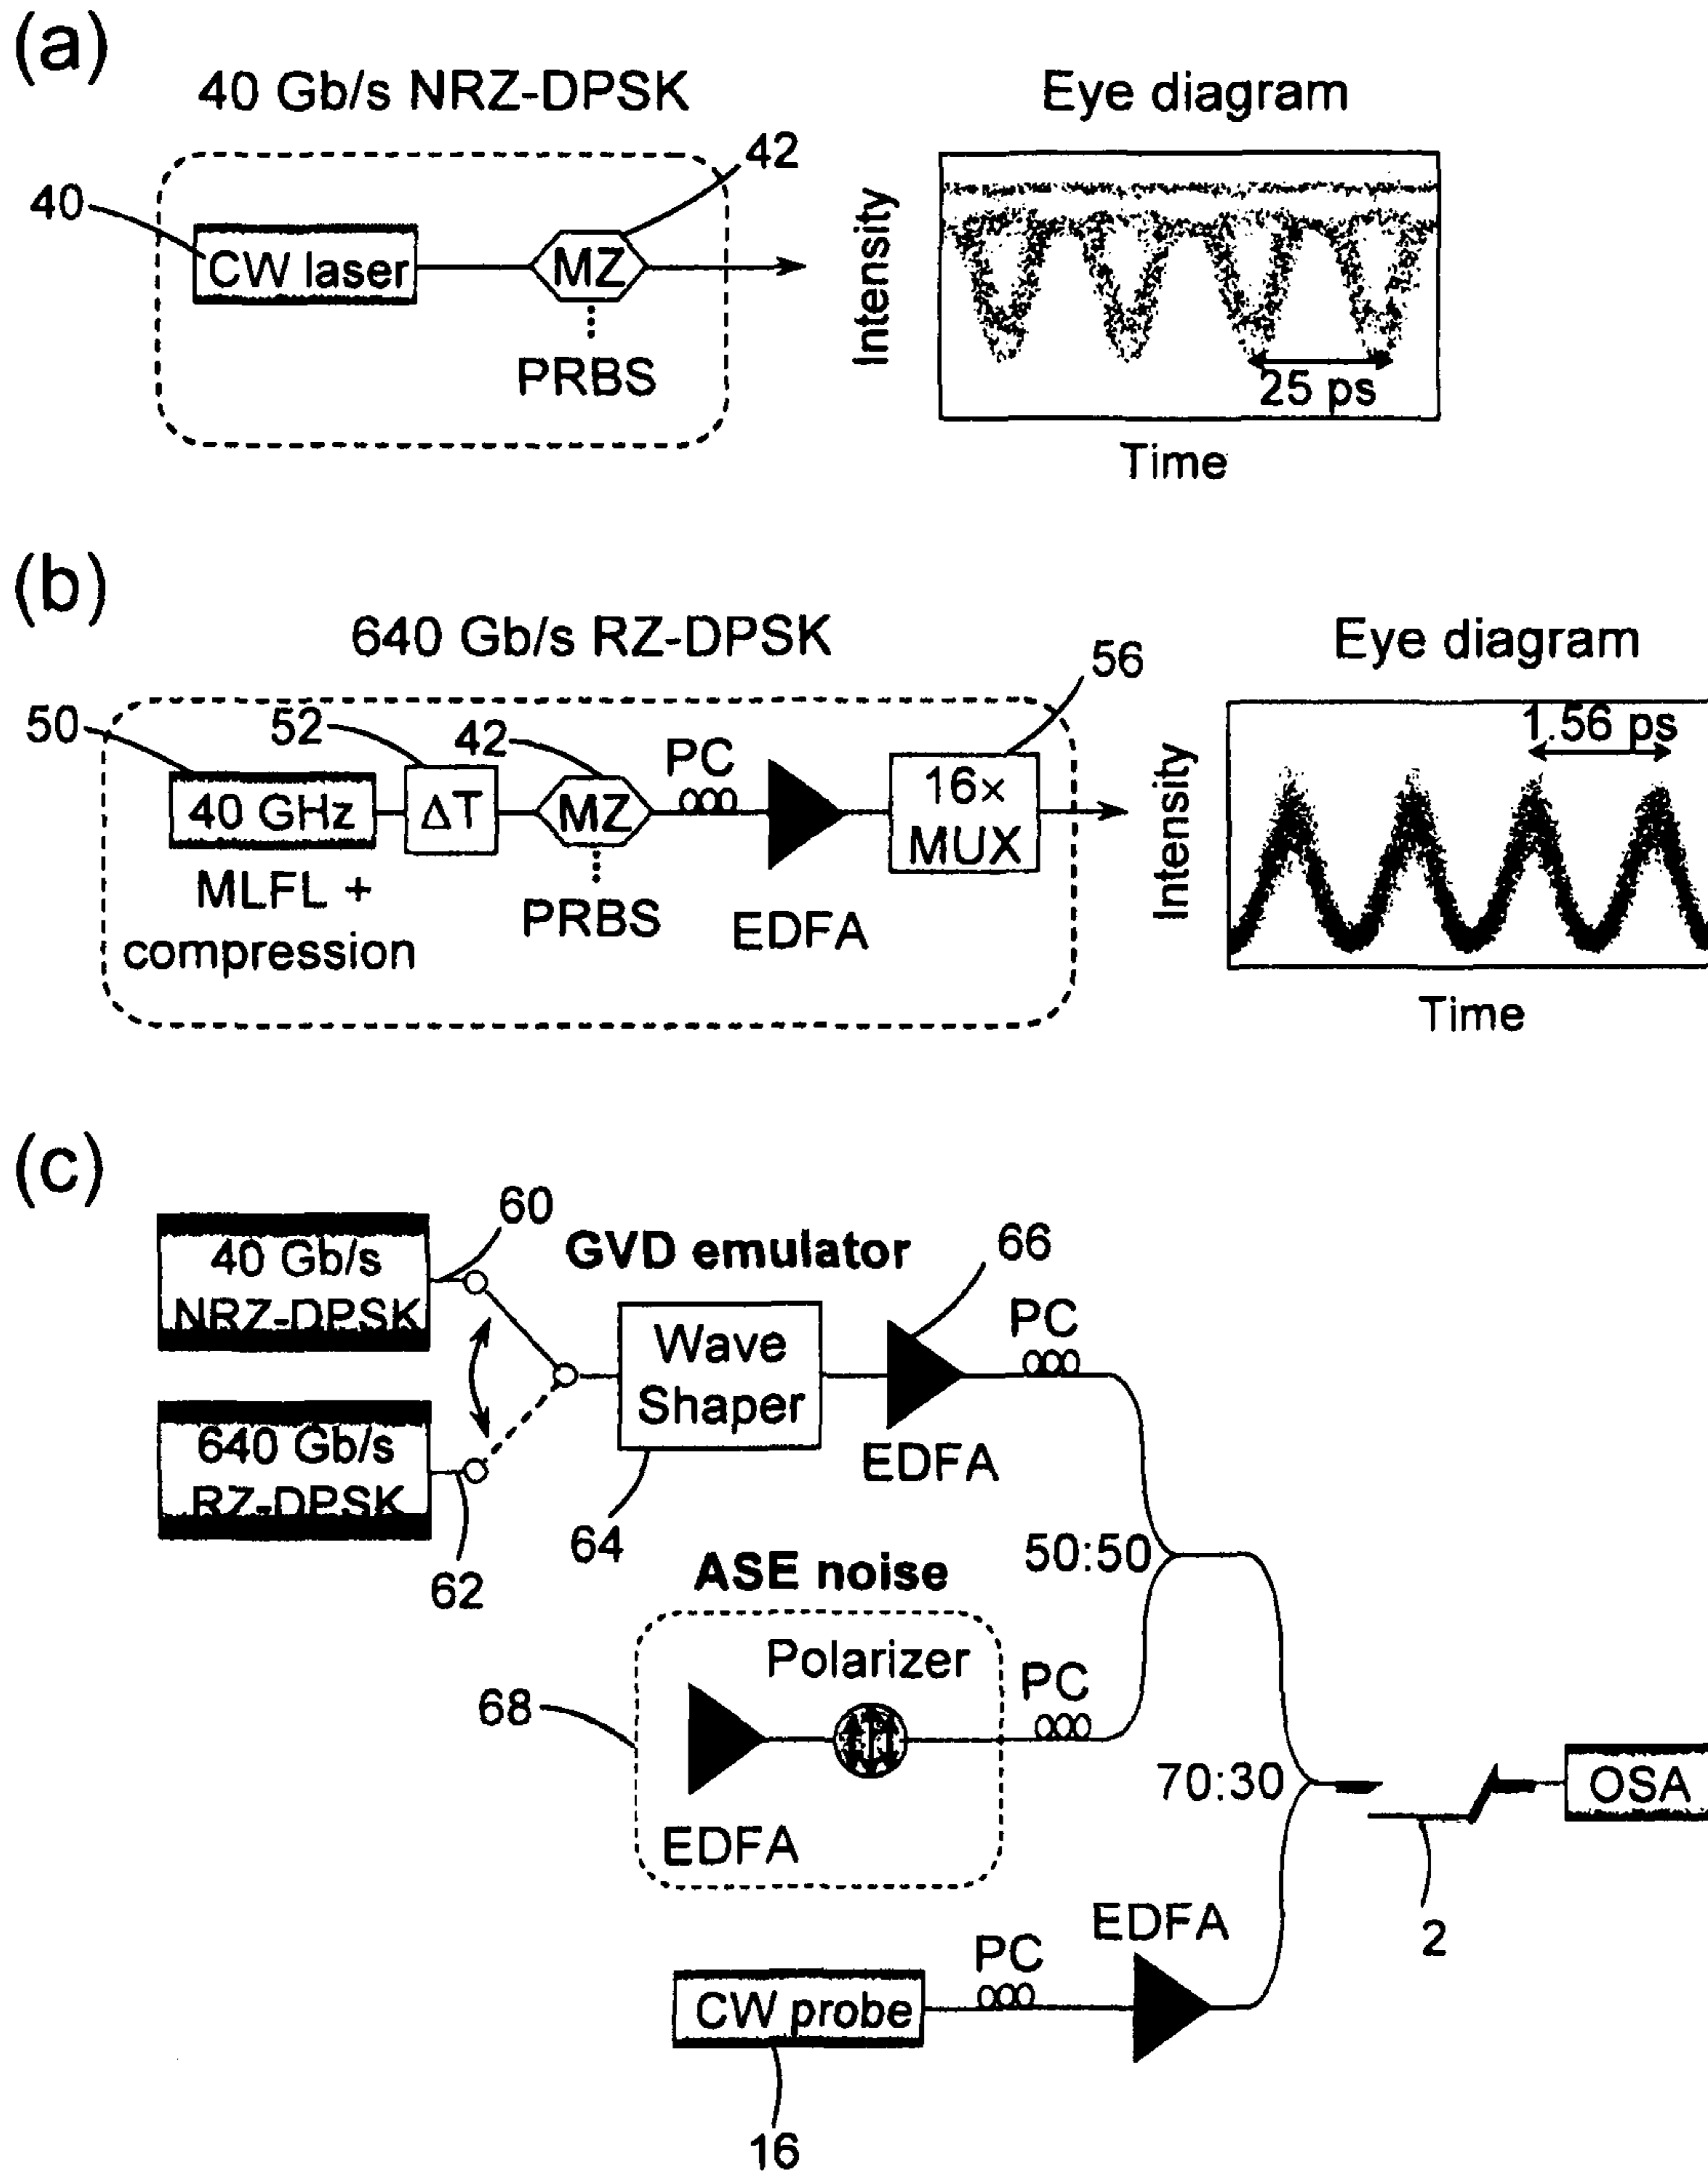 (a)
40 Gb/s NRZ-DPSK
Eye diagram
42
40
CW laser
MZ
PRBS
Intensity
25 ps
Time
(b)
640 Gb/s RZ-DPSK
Eye diagram
56
50
52
42
PC
1.56 ps
40 GHz
ΔT
MZ
16×
MUX
MLFL +
compression
PRBS
EDFA
Intensity
Time
(c)
60
GVD emulator
66
40 Gb/s
NRZ-DPSK
Wave
Shaper
PC
640 Gb/s
RZ-DPSK
EDFA
64
62
50:50
ASE noise
Polarizer
PC
68
70:30
OSA
EDFA
2
EDFA
PC
CW probe
16